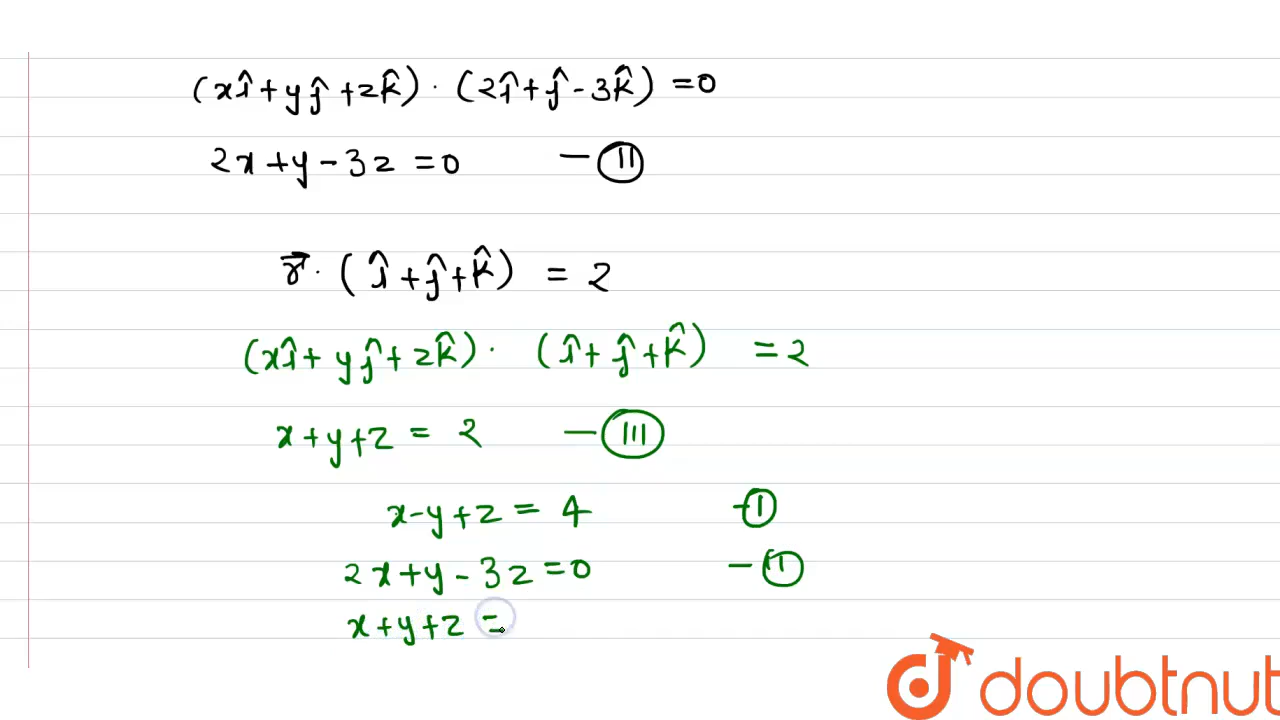 (xî + yĵ + zk̂) · (2î + ĵ - 3k̂) = 0
2x + y - 3z = 0 — II
r⃗ · (î + ĵ + k̂) = 2
(xî + yĵ + zk̂) · (î + ĵ + k̂) = 2
x + y + z = 2 — III
x - y + z = 4 - I
2x + y - 3z = 0 - II
x + y + z =
doubtnut